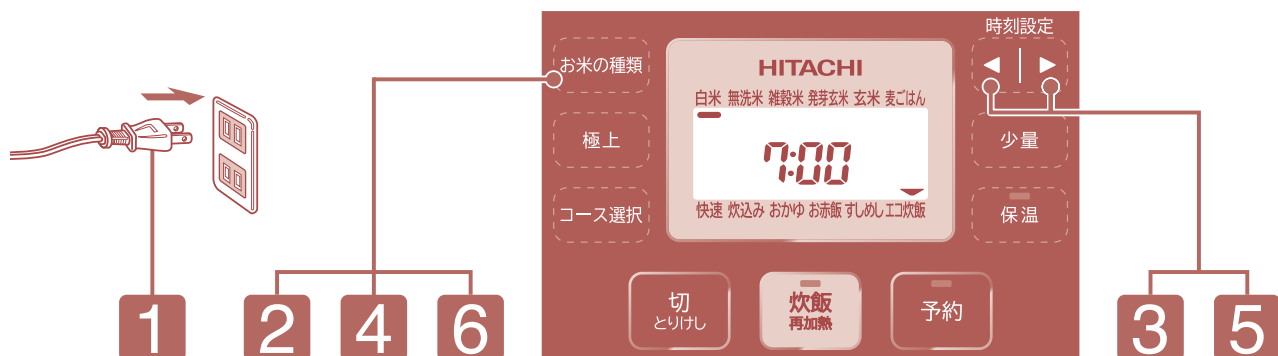 時刻設定
お米の種類
極上
コース選択
HITACHI
白米 無洗米 雑穀米 発芽玄米 玄米 麦ごはん
7:00
快速 炊込み おかゆ お赤飯 すしめし エコ炊飯
少量
保温
切
とりけし
炊飯
再加熱
予約
1 2 4 6 3 5